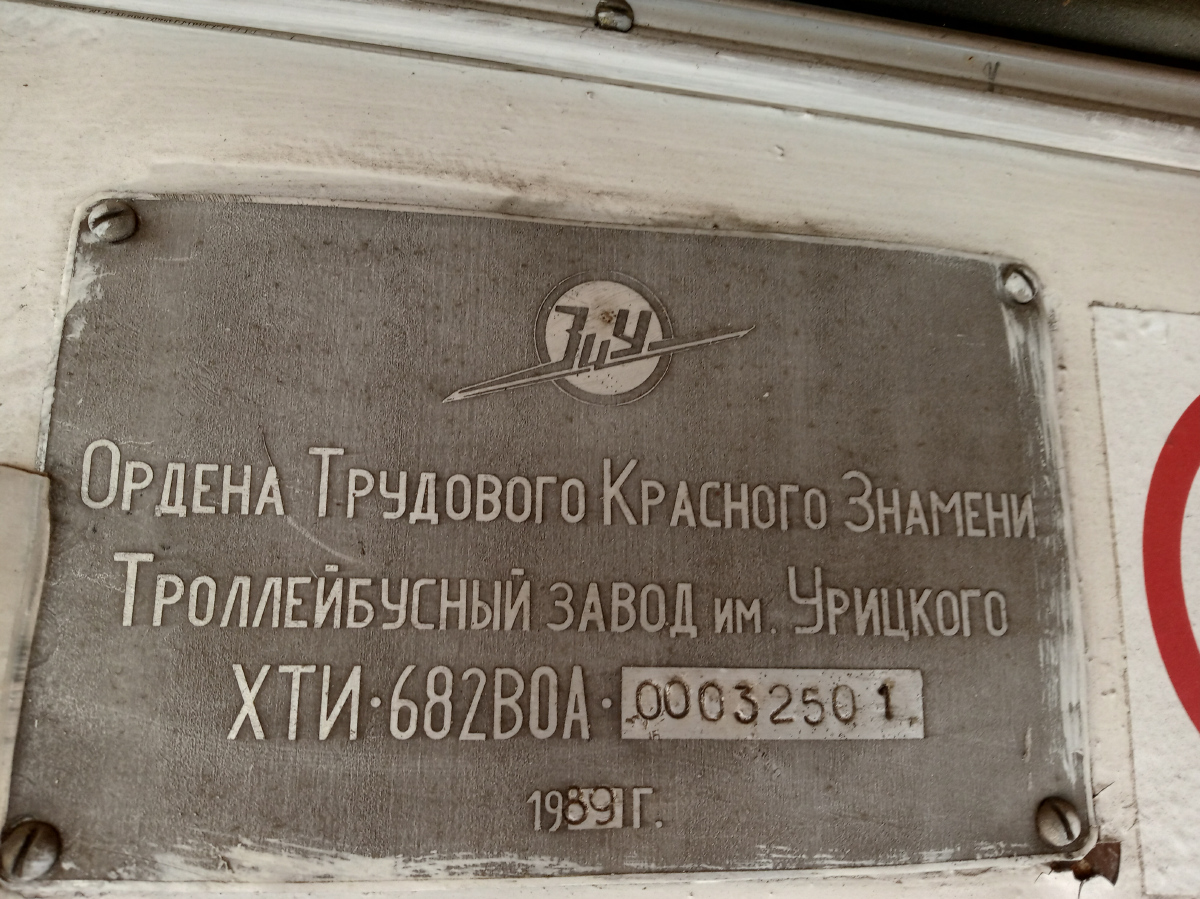 ЗиУ
Ордена Трудового Красного Знамени
Троллейбусный завод им. Урицкого
ХТИ·682В0А· 00032501
1989 г.